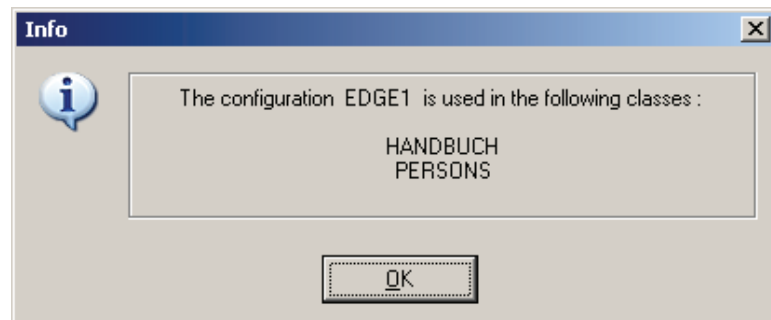 Info
The configuration EDGE1 is used in the following classes :
HANDBUCH
PERSONS
OK